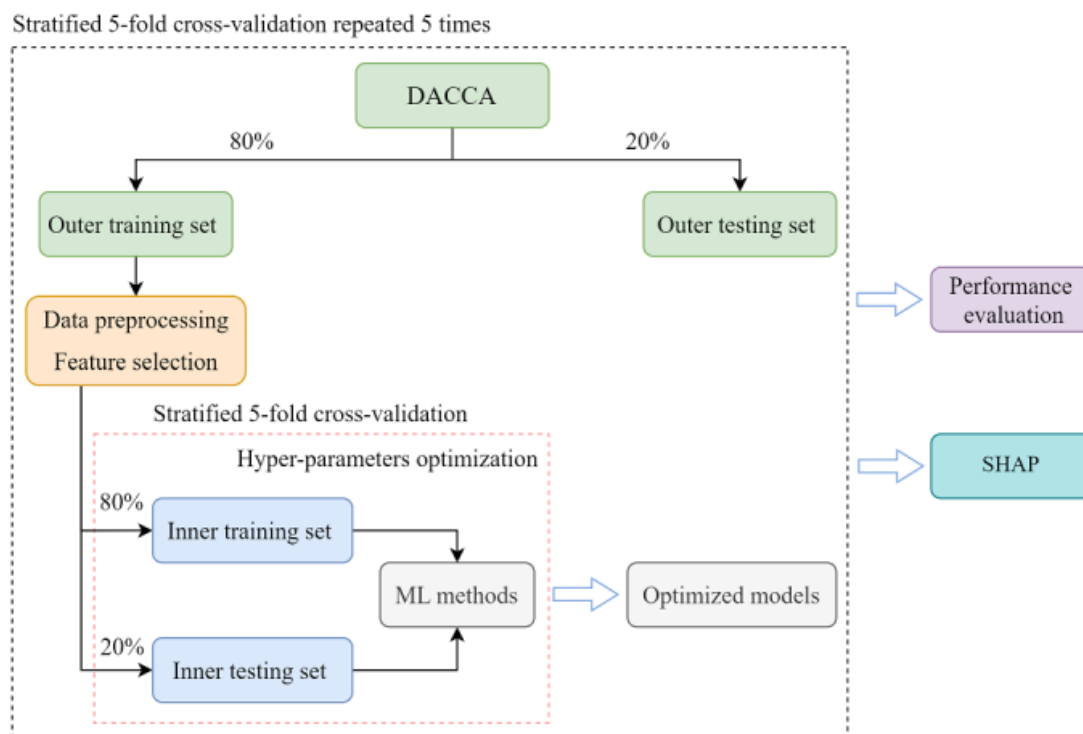 Stratified 5-fold cross-validation repeated 5 times
DACCA
80%
20%
Outer training set
Outer testing set
Data preprocessing
Feature selection
Performance
evaluation
Stratified 5-fold cross-validation
Hyper-parameters optimization
SHAP
80%
Inner training set
ML methods
Optimized models
20%
Inner testing set